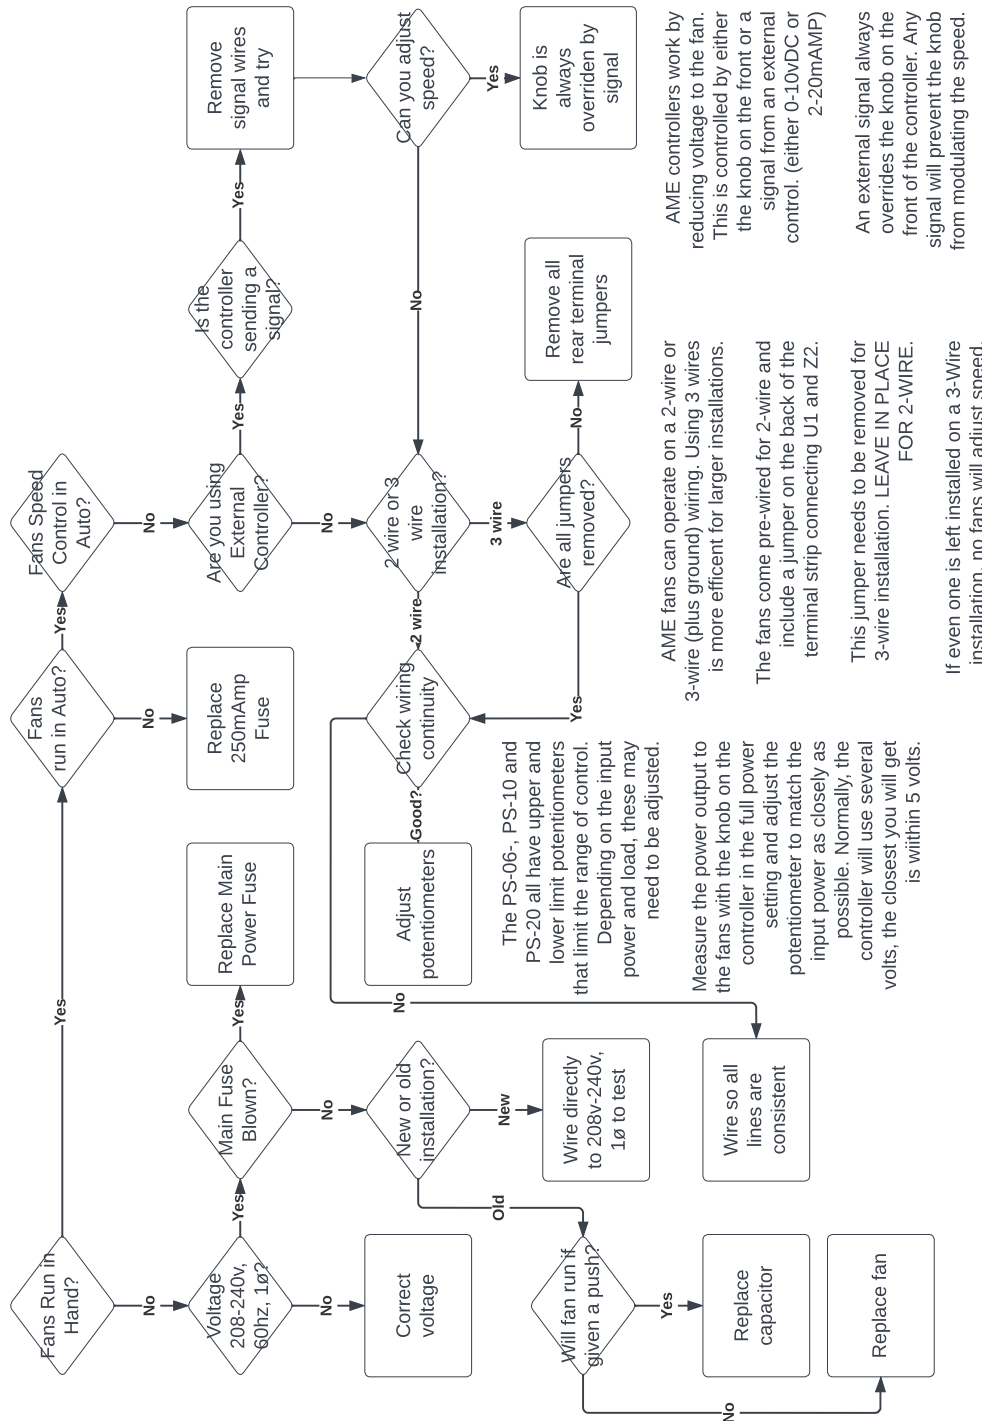 Fans Run in
Hand?
Yes
Fans
run in Auto?
Yes
Fans Speed
Control in
Auto?
No
No
No
Voltage
208-240v,
60hz, 1ø?
Yes
Main Fuse
Blown?
Yes
Replace Main
Power Fuse
Replace
250mAmp
Fuse
Are you using
External
Controller?
Yes
Is the
controller
sending a
signal?
Yes
Remove
signal wires
and try
No
No
No
Correct
voltage
New or old
installation?
Adjust
potentiometers
Good?
Check wiring
continuity
2 wire
2 wire or 3
wire
installation?
No
Can you adjust
speed?
Old
New
No
Yes
3 wire
Yes
Will fan run if
given a push?
Wire directly
to 208v-240v,
1ø to test
Are all jumpers
removed?
No
Remove all
rear terminal
jumpers
Knob is
always
overriden by
signal
Yes
No
Replace
capacitor
Replace fan
Wire so all
lines are
consistent
The PS-06-, PS-10 and
PS-20 all have upper and
lower limit potentiometers
that limit the range of control.
Depending on the input
power and load, these may
need to be adjusted.
Measure the power output to
the fans with the knob on the
controller in the full power
setting and adjust the
potentiometer to match the
input power as closely as
possible. Normally, the
controller will use several
volts, the closest you will get
is wiithin 5 volts.
AME fans can operate on a 2-wire or
3-wire (plus ground) wiring. Using 3 wires
is more efficent for larger installations.
The fans come pre-wired for 2-wire and
include a jumper on the back of the
terminal strip connecting U1 and Z2.
This jumper needs to be removed for
3-wire installation. LEAVE IN PLACE
FOR 2-WIRE.
If even one is left installed on a 3-Wire
installation, no fans will adjust speed.
AME controllers work by
reducing voltage to the fan.
This is controlled by either
the knob on the front or a
signal from an external
control. (either 0-10vDC or
2-20mAMP)
An external signal always
overrides the knob on the
front of the controller. Any
signal will prevent the knob
from modulating the speed.